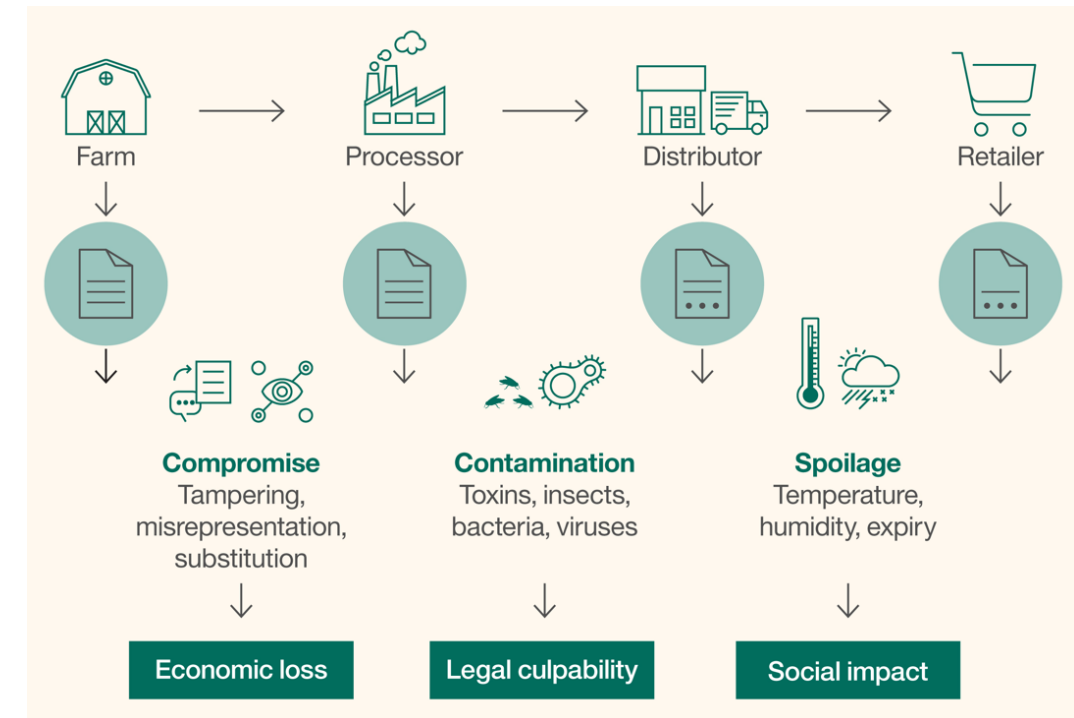 Farm
Processor
Distributor
Retailer
Compromise
Tampering,
misrepresentation,
substitution
Contamination
Toxins, insects,
bacteria, viruses
Spoilage
Temperature,
humidity, expiry
Economic loss
Legal culpability
Social impact